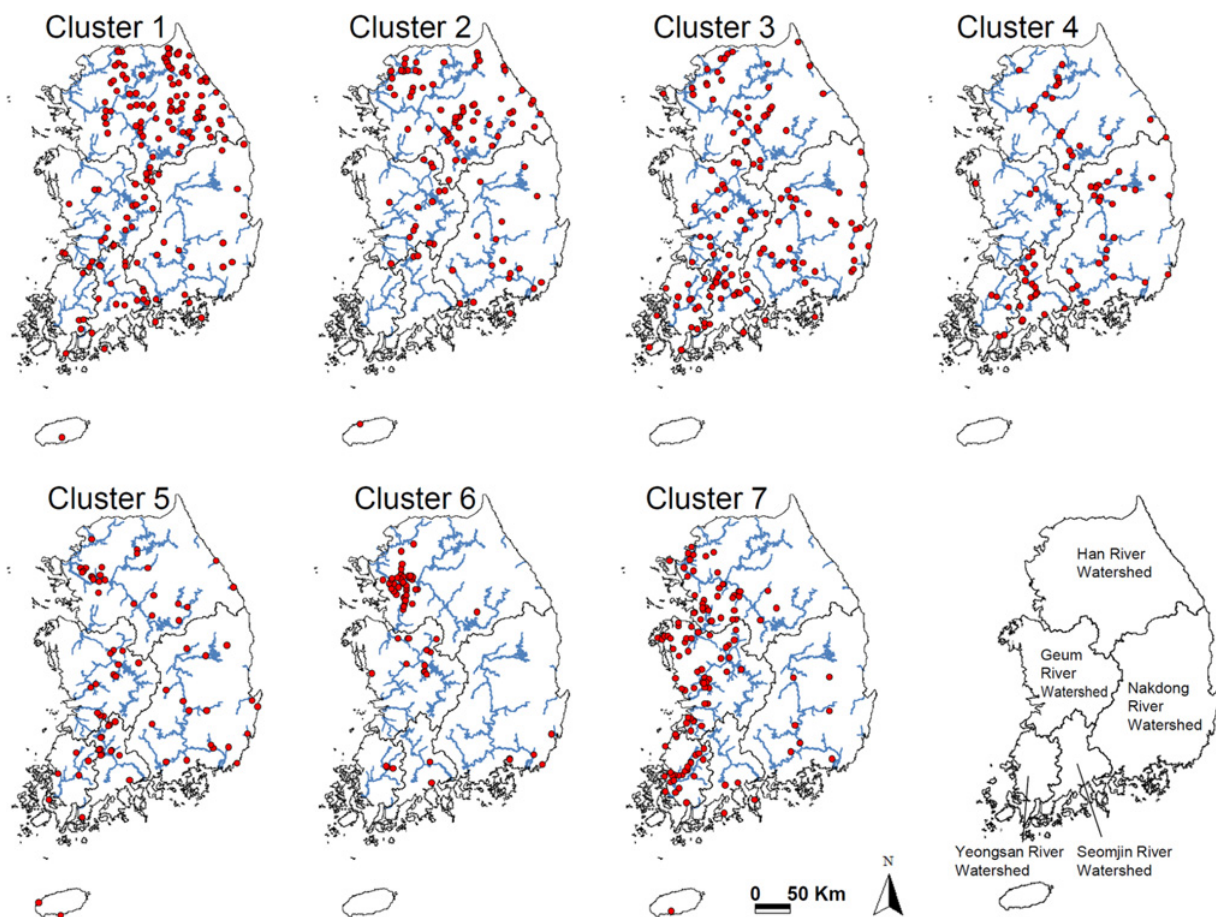 Cluster 1
Cluster 2
Cluster 3
Cluster 4
Cluster 5
Cluster 6
Cluster 7
Han River
Watershed
Geum
River
Watershed
Nakdong
River
Watershed
Yeongsan River
Watershed
Seomjin River
Watershed
0 50 Km
N